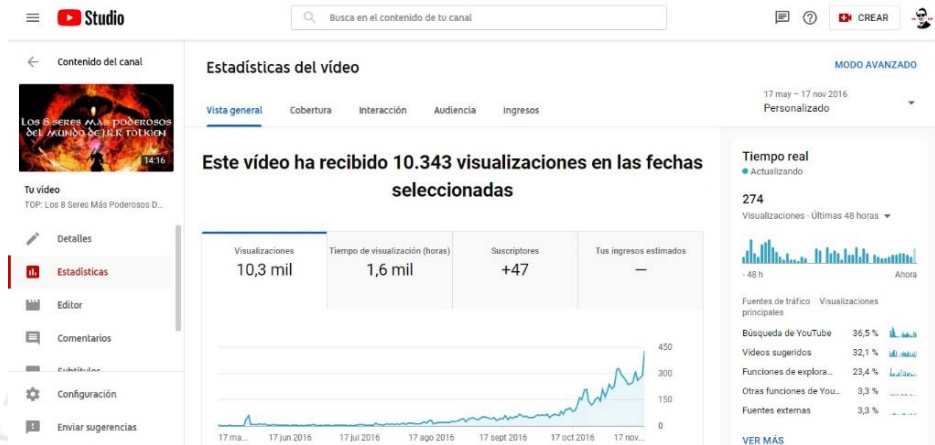 Studio
Busca en el contenido de tu canal
CREAR
Contenido del canal
Los 8 seres más poderosos
del mundo de J.R.R Tolkien
14:16
Tu vídeo
TOP: Los 8 Seres Más Poderosos D...
Detalles
Estadísticas
Editor
Comentarios
Subtítulos
Configuración
Enviar sugerencias
Estadísticas del vídeo
MODO AVANZADO
Vista general
Cobertura
Interacción
Audiencia
Ingresos
17 may – 17 nov 2016
Personalizado
Este vídeo ha recibido 10.343 visualizaciones en las fechas
seleccionadas
Visualizaciones
10,3 mil
Tiempo de visualización (horas)
1,6 mil
Suscriptores
+47
Tus ingresos estimados
—
450
300
150
0
17 ma...
17 jun 2016
17 jul 2016
17 ago 2016
17 sept 2016
17 oct 2016
17 nov...
Tiempo real
Actualizando
274
Visualizaciones · Últimas 48 horas
- 48 h
Ahora
Fuentes de tráfico Visualizaciones
principales
Búsqueda de YouTube 36,5 %
Vídeos sugeridos 32,1 %
Funciones de explora... 23,4 %
Otras funciones de You... 3,3 %
Fuentes externas 3,3 %
VER MÁS